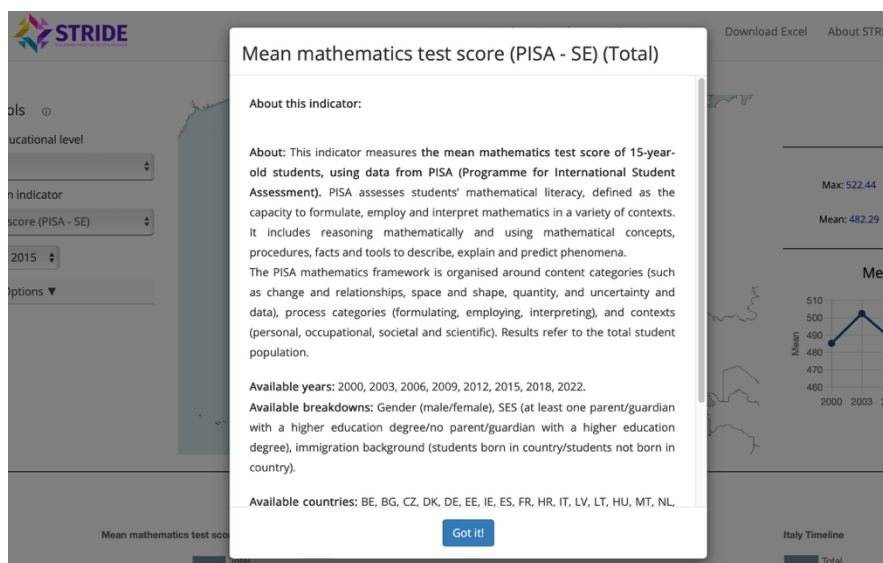 STRIDE
Download Excel
About STRI
Mean mathematics test score (PISA - SE) (Total)
About this indicator:
About: This indicator measures the mean mathematics test score of 15-year-
old students, using data from PISA (Programme for International Student
Assessment). PISA assesses students' mathematical literacy, defined as the
capacity to formulate, employ and interpret mathematics in a variety of contexts.
It includes reasoning mathematically and using mathematical concepts,
procedures, facts and tools to describe, explain and predict phenomena.
The PISA mathematics framework is organised around content categories (such
as change and relationships, space and shape, quantity, and uncertainty and
data), process categories (formulating, employing, interpreting), and contexts
(personal, occupational, societal and scientific). Results refer to the total student
population.
Available years: 2000, 2003, 2006, 2009, 2012, 2015, 2018, 2022.
Available breakdowns: Gender (male/female), SES (at least one parent/guardian
with a higher education degree/no parent/guardian with a higher education
degree), immigration background (students born in country/students not born in
country).
Available countries: BE, BG, CZ, DK, DE, EE, IE, ES, FR, HR, IT, LV, LT, HU, MT, NL,
Got it!
ols
ucational level
n indicator
score (PISA - SE)
2015
Options ▼
Max: 522.44
Mean: 482.29
Me
510
500
490
480
470
460
Mean
2000 2003 2
Mean mathematics test sco
Total
Italy Timeline
Total